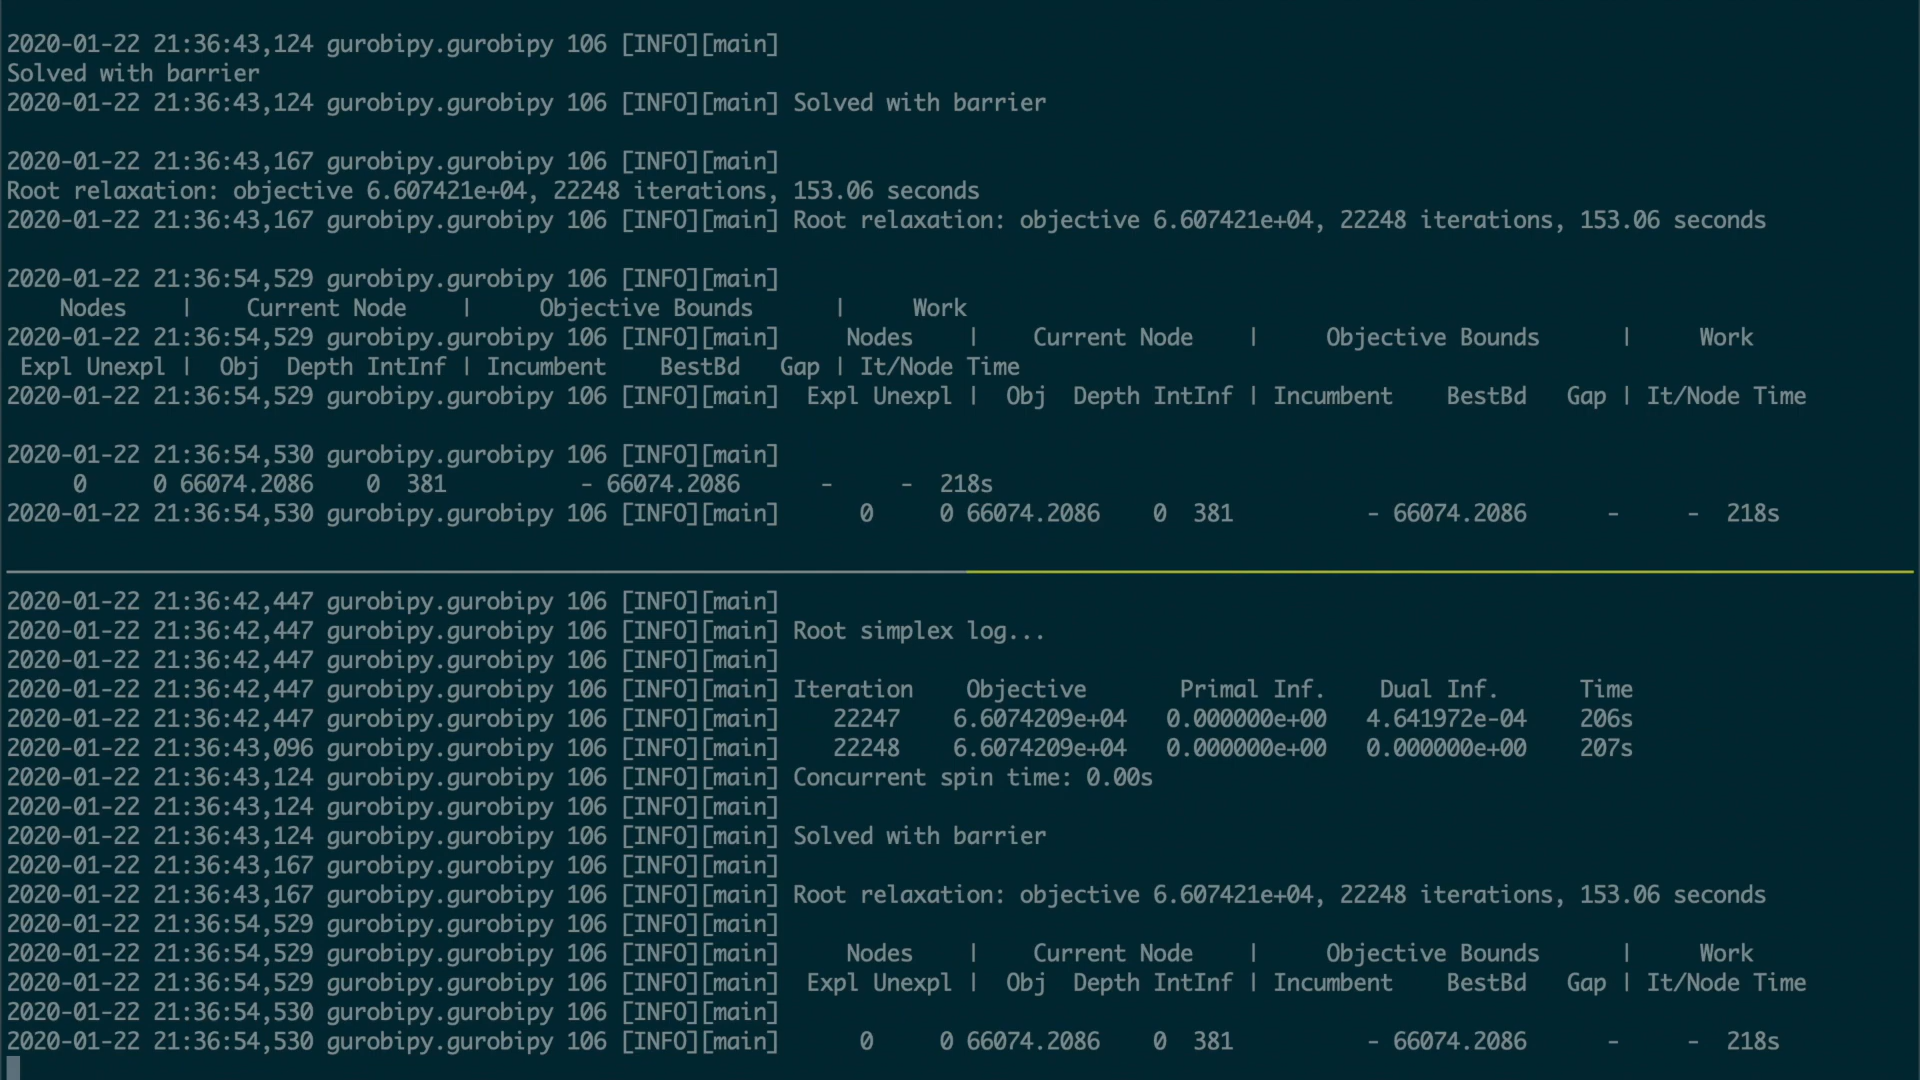 2020-01-22 21:36:43,124 gurobipy.gurobipy 106 [INFO][main]
Solved with barrier
2020-01-22 21:36:43,124 gurobipy.gurobipy 106 [INFO][main] Solved with barrier
2020-01-22 21:36:43,167 gurobipy.gurobipy 106 [INFO][main]
Root relaxation: objective 6.607421e+04, 22248 iterations, 153.06 seconds
2020-01-22 21:36:43,167 gurobipy.gurobipy 106 [INFO][main] Root relaxation: objective 6.607421e+04, 22248 iterations, 153.06 seconds
2020-01-22 21:36:54,529 gurobipy.gurobipy 106 [INFO][main]
    Nodes    |    Current Node    |     Objective Bounds      |     Work
2020-01-22 21:36:54,529 gurobipy.gurobipy 106 [INFO][main]     Nodes    |    Current Node    |     Objective Bounds      |     Work
 Expl Unexpl |  Obj  Depth IntInf | Incumbent    BestBd   Gap | It/Node Time
2020-01-22 21:36:54,529 gurobipy.gurobipy 106 [INFO][main]  Expl Unexpl |  Obj  Depth IntInf | Incumbent    BestBd   Gap | It/Node Time
2020-01-22 21:36:54,530 gurobipy.gurobipy 106 [INFO][main]
     0     0 66074.2086    0  381          - 66074.2086      -     -  218s
2020-01-22 21:36:54,530 gurobipy.gurobipy 106 [INFO][main]      0     0 66074.2086    0  381          - 66074.2086      -     -  218s
2020-01-22 21:36:42,447 gurobipy.gurobipy 106 [INFO][main]
2020-01-22 21:36:42,447 gurobipy.gurobipy 106 [INFO][main] Root simplex log...
2020-01-22 21:36:42,447 gurobipy.gurobipy 106 [INFO][main]
2020-01-22 21:36:42,447 gurobipy.gurobipy 106 [INFO][main] Iteration    Objective       Primal Inf.    Dual Inf.      Time
2020-01-22 21:36:42,447 gurobipy.gurobipy 106 [INFO][main]    22247    6.6074209e+04   0.000000e+00   4.641972e-04    206s
2020-01-22 21:36:43,096 gurobipy.gurobipy 106 [INFO][main]    22248    6.6074209e+04   0.000000e+00   0.000000e+00    207s
2020-01-22 21:36:43,124 gurobipy.gurobipy 106 [INFO][main] Concurrent spin time: 0.00s
2020-01-22 21:36:43,124 gurobipy.gurobipy 106 [INFO][main]
2020-01-22 21:36:43,124 gurobipy.gurobipy 106 [INFO][main] Solved with barrier
2020-01-22 21:36:43,167 gurobipy.gurobipy 106 [INFO][main]
2020-01-22 21:36:43,167 gurobipy.gurobipy 106 [INFO][main] Root relaxation: objective 6.607421e+04, 22248 iterations, 153.06 seconds
2020-01-22 21:36:54,529 gurobipy.gurobipy 106 [INFO][main]
2020-01-22 21:36:54,529 gurobipy.gurobipy 106 [INFO][main]     Nodes    |    Current Node    |     Objective Bounds      |     Work
2020-01-22 21:36:54,529 gurobipy.gurobipy 106 [INFO][main]  Expl Unexpl |  Obj  Depth IntInf | Incumbent    BestBd   Gap | It/Node Time
2020-01-22 21:36:54,530 gurobipy.gurobipy 106 [INFO][main]
2020-01-22 21:36:54,530 gurobipy.gurobipy 106 [INFO][main]      0     0 66074.2086    0  381          - 66074.2086      -     -  218s